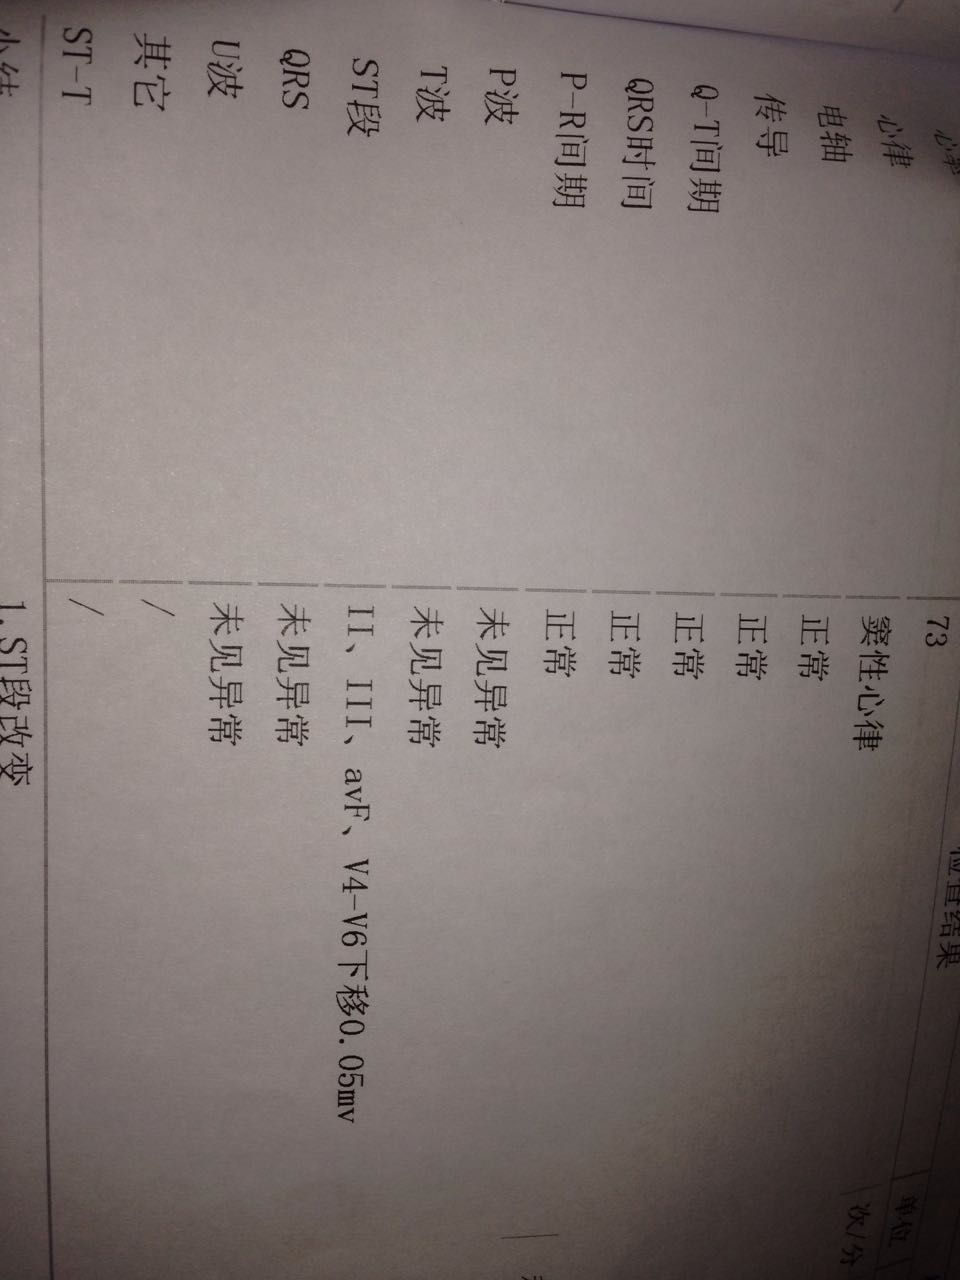 检查结果 单位
心率 73 次/分
心律 窦性心律
电轴 正常
传导 正常
Q-T间期 正常
QRS时间 正常
P-R间期 正常
P波 未见异常
T波 未见异常
ST段 II、III、avF、V4-V6下移0.05mv
QRS 未见异常
U波 未见异常
其它 /
ST-T /
小结 1.ST段改变